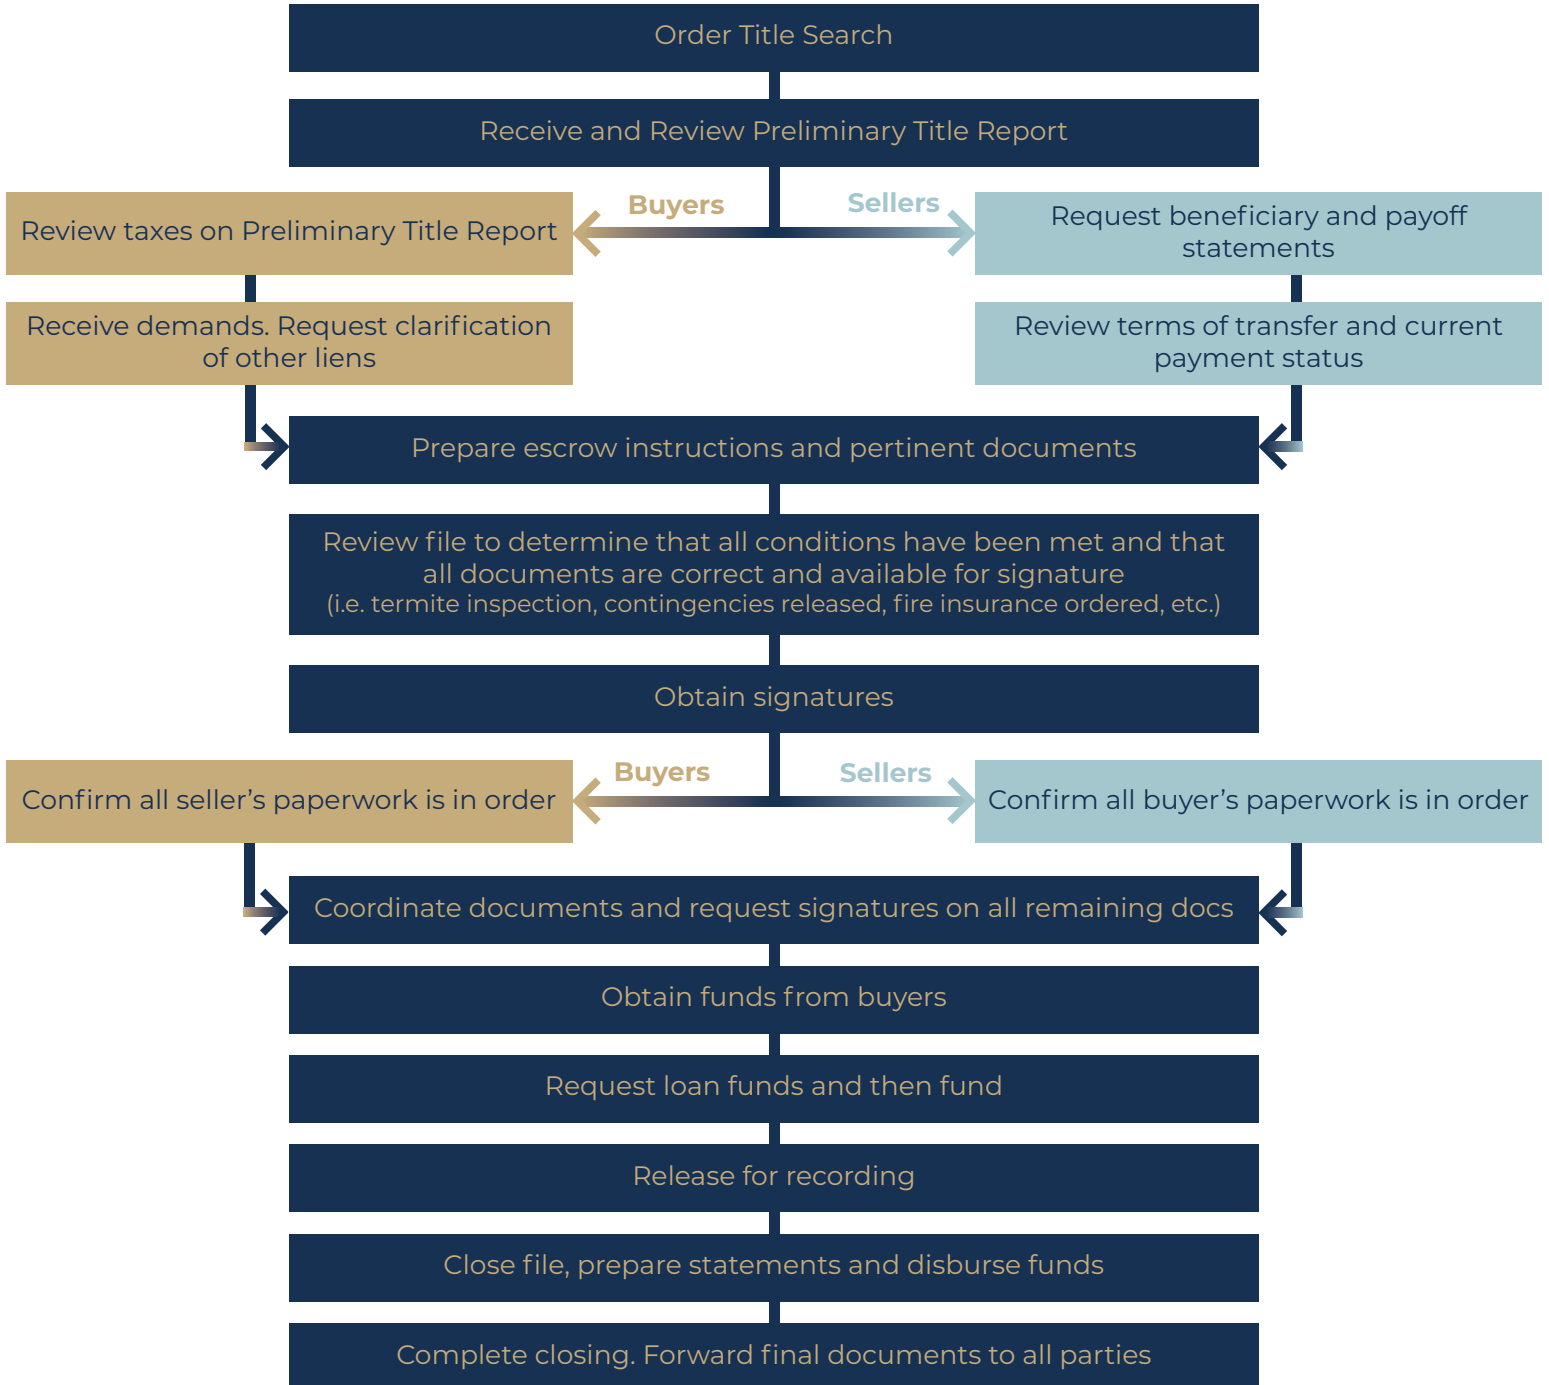 Order Title Search
Receive and Review Preliminary Title Report
Buyers
Sellers
Review taxes on Preliminary Title Report
Request beneficiary and payoff
statements
Receive demands. Request clarification
of other liens
Review terms of transfer and current
payment status
Prepare escrow instructions and pertinent documents
Review file to determine that all conditions have been met and that
all documents are correct and available for signature
(i.e. termite inspection, contingencies released, fire insurance ordered, etc.)
Obtain signatures
Buyers
Sellers
Confirm all seller’s paperwork is in order
Confirm all buyer’s paperwork is in order
Coordinate documents and request signatures on all remaining docs
Obtain funds from buyers
Request loan funds and then fund
Release for recording
Close file, prepare statements and disburse funds
Complete closing. Forward final documents to all parties